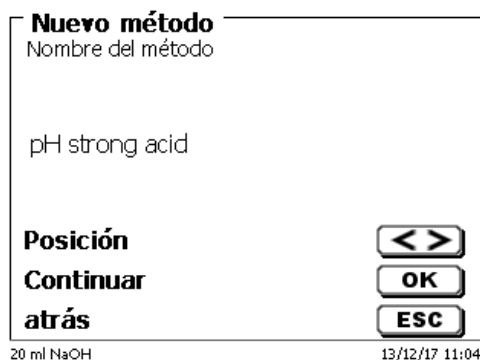 Nuevo método
Nombre del método
pH strong acid
Posición < >
Continuar OK
atrás ESC
20 ml NaOH 13/12/17 11:04